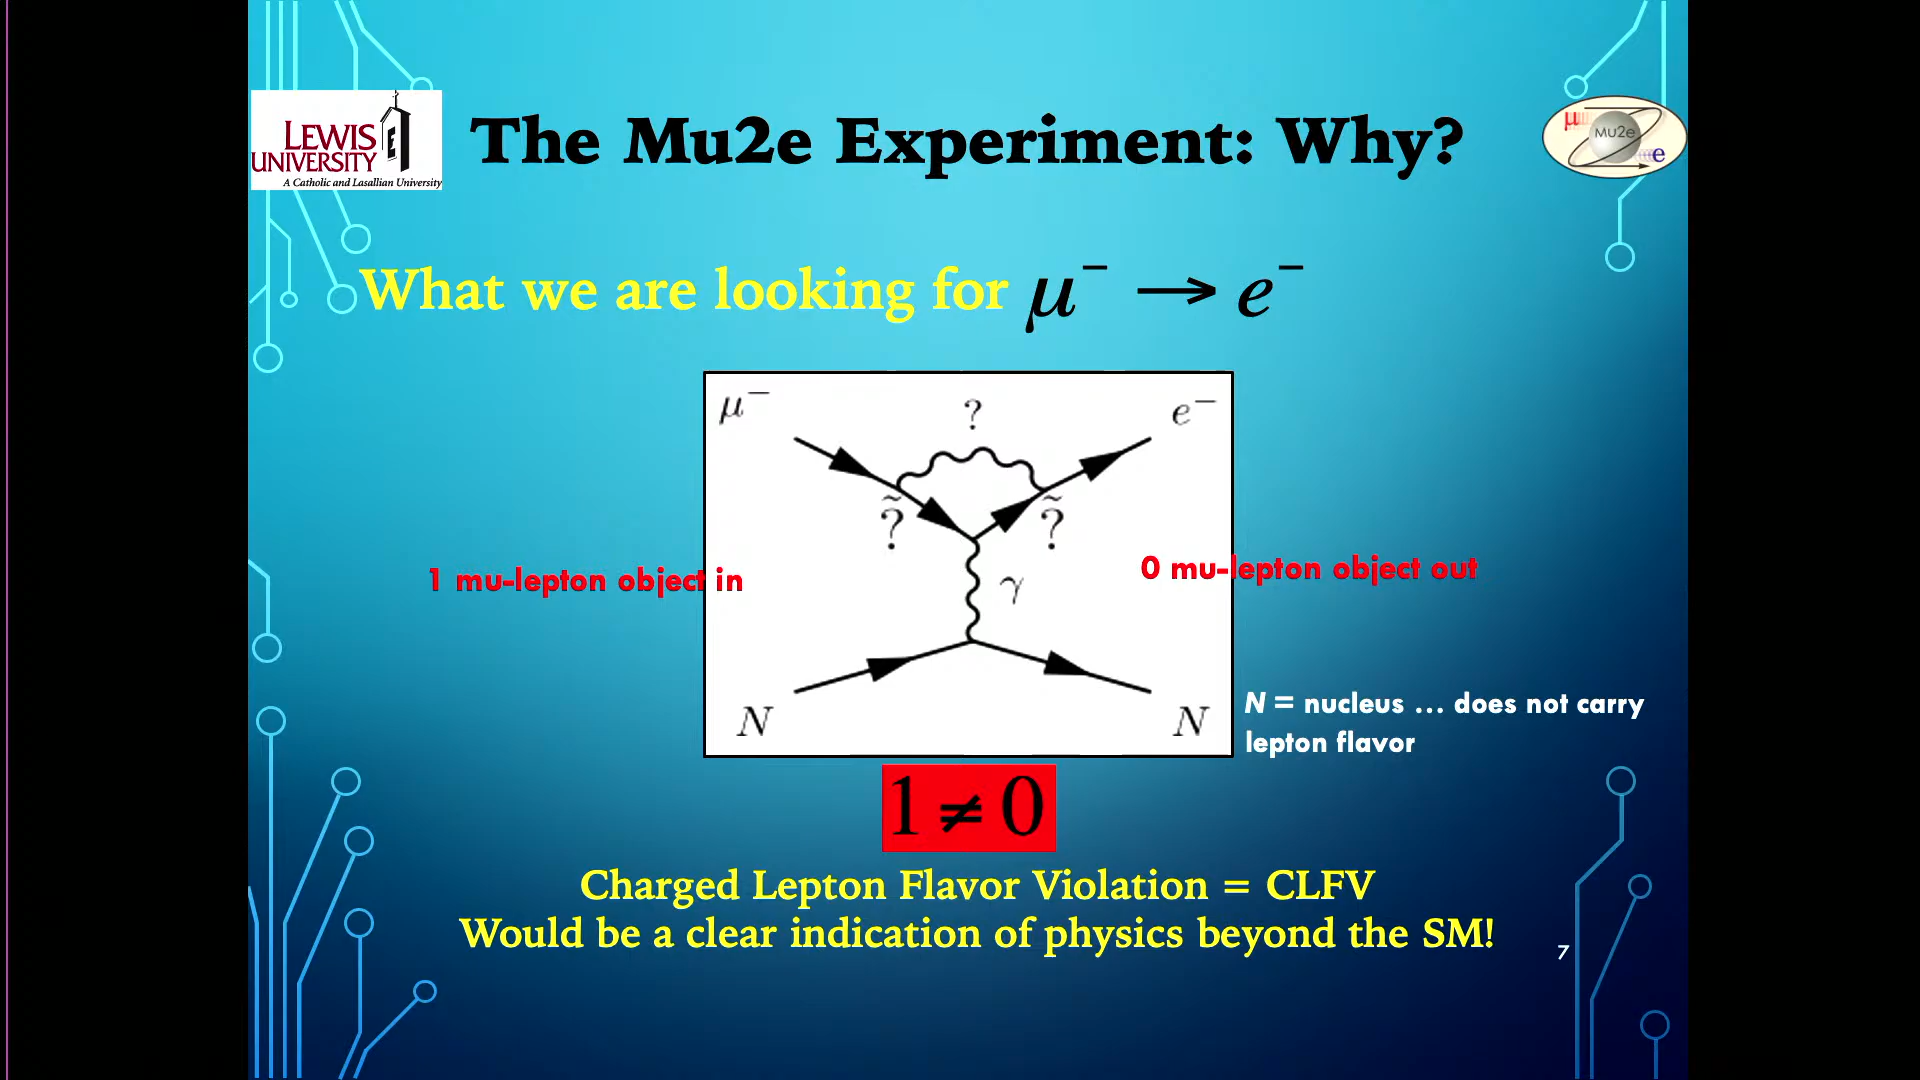 LEWIS
UNIVERSITY
A Catholic and Lasallian University
The Mu2e Experiment: Why?
μ
Mu2e
e
What we are looking for μ⁻ → e⁻
μ⁻
?
e⁻
?̃
?̃
1 mu-lepton object in
γ
0 mu-lepton object out
N
N
N = nucleus … does not carry
lepton flavor
1 ≠ 0
Charged Lepton Flavor Violation = CLFV
Would be a clear indication of physics beyond the SM!
7